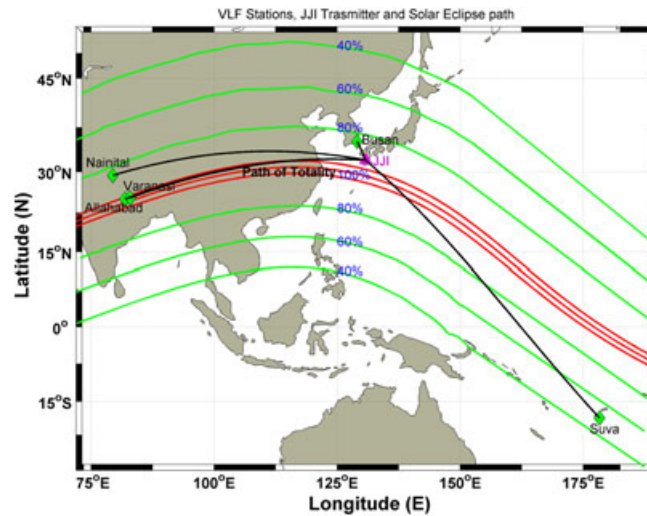 VLF Stations, JJI Trasmitter and Solar Eclipse path
40%
45°N
60%
80%
Busan
Nainital
JJI
30°N
Varanasi
Path of Totality
100%
Allahabad
80%
15°N
60%
40%
0°
15°S
Suva
75°E
100°E
125°E
150°E
175°E
Latitude (N)
Longitude (E)